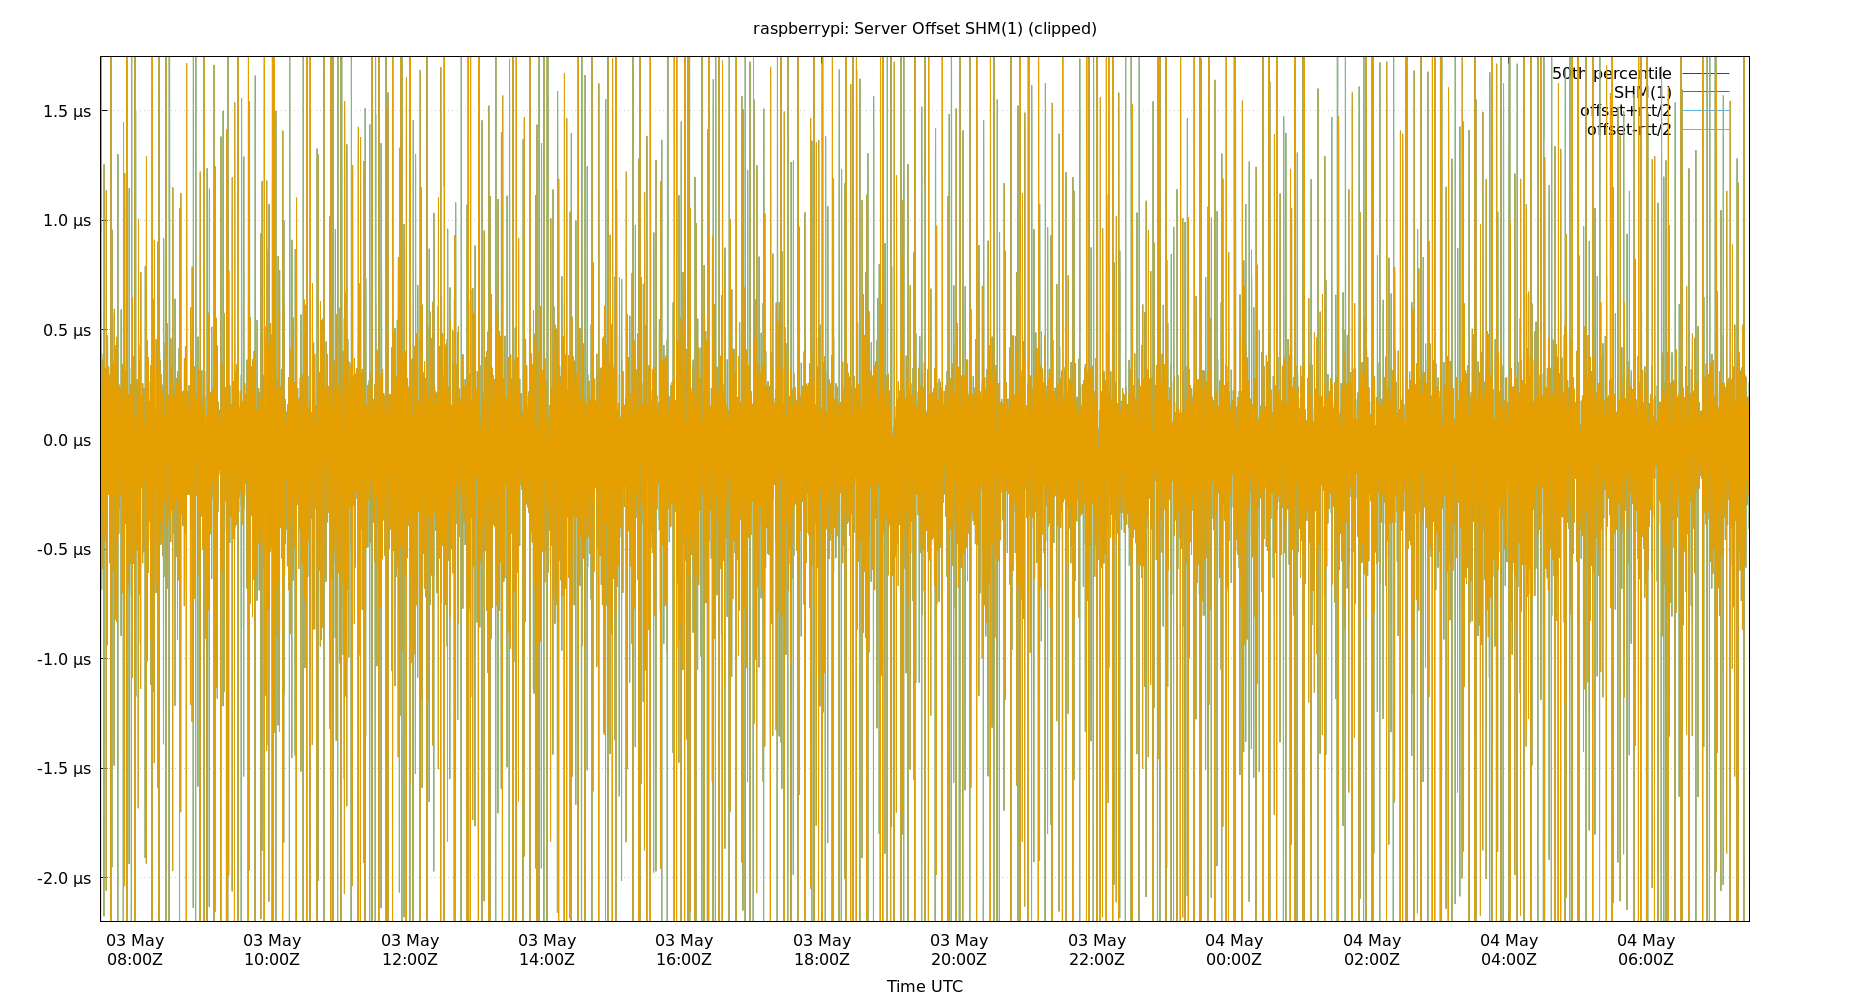 raspberrypi: Server Offset SHM(1) (clipped)
50th percentile
SHM(1)
offset+rtt/2
offset-rtt/2
1.5 µs
1.0 µs
0.5 µs
0.0 µs
-0.5 µs
-1.0 µs
-1.5 µs
-2.0 µs
03 May 03 May 03 May 03 May 03 May 03 May 03 May 03 May 04 May 04 May 04 May 04 May
08:00Z 10:00Z 12:00Z 14:00Z 16:00Z 18:00Z 20:00Z 22:00Z 00:00Z 02:00Z 04:00Z 06:00Z
Time UTC